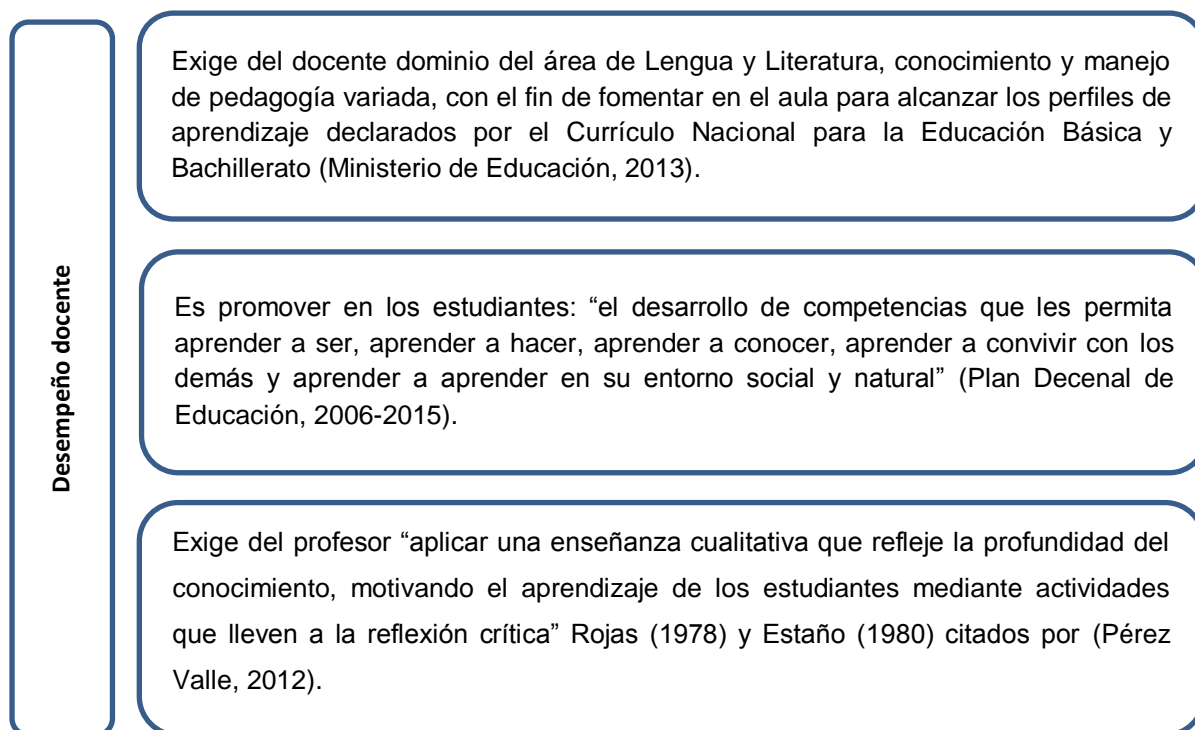 Desempeño docente
Exige del docente dominio del área de Lengua y Literatura, conocimiento y manejo
de pedagogía variada, con el fin de fomentar en el aula para alcanzar los perfiles de
aprendizaje declarados por el Currículo Nacional para la Educación Básica y
Bachillerato (Ministerio de Educación, 2013).
Es promover en los estudiantes: “el desarrollo de competencias que les permita
aprender a ser, aprender a hacer, aprender a conocer, aprender a convivir con los
demás y aprender a aprender en su entorno social y natural” (Plan Decenal de
Educación, 2006-2015).
Exige del profesor “aplicar una enseñanza cualitativa que refleje la profundidad del
conocimiento, motivando el aprendizaje de los estudiantes mediante actividades
que lleven a la reflexión crítica” Rojas (1978) y Estaño (1980) citados por (Pérez
Valle, 2012).